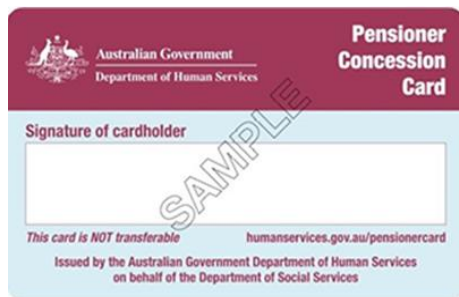 Australian Government
Department of Human Services
Pensioner
Concession
Card
Signature of cardholder
SAMPLE
This card is NOT transferable
humanservices.gov.au/pensionercard
Issued by the Australian Government Department of Human Services
on behalf of the Department of Social Services